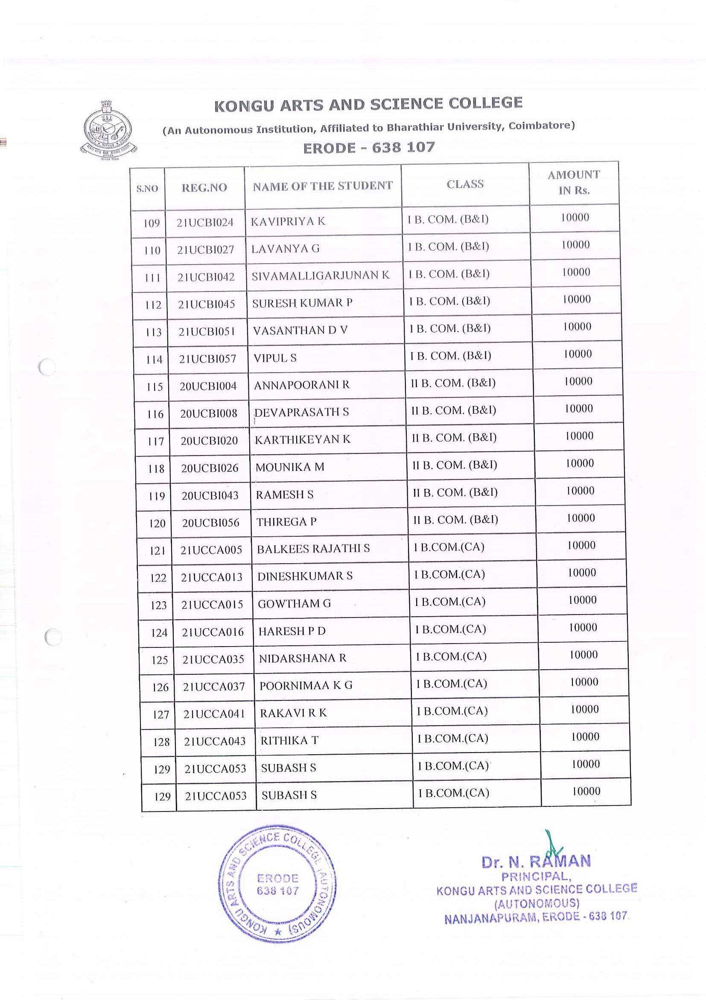 KONGU ARTS AND SCIENCE COLLEGE
(An Autonomous Institution, Affiliated to Bharathiar University, Coimbatore)
ERODE - 638 107
KONGU ARTS AND SCIENCE COLLEGE
ERODE
S.NO REG.NO NAME OF THE STUDENT CLASS AMOUNT IN Rs.
109 21UCBI024 KAVIPRIYA K I B. COM. (B&I) 10000
110 21UCBI027 LAVANYA G I B. COM. (B&I) 10000
111 21UCBI042 SIVAMALLIGARJUNAN K I B. COM. (B&I) 10000
112 21UCBI045 SURESH KUMAR P I B. COM. (B&I) 10000
113 21UCBI051 VASANTHAN D V I B. COM. (B&I) 10000
114 21UCBI057 VIPUL S I B. COM. (B&I) 10000
115 20UCBI004 ANNAPOORANI R II B. COM. (B&I) 10000
116 20UCBI008 DEVAPRASATH S II B. COM. (B&I) 10000
117 20UCBI020 KARTHIKEYAN K II B. COM. (B&I) 10000
118 20UCBI026 MOUNIKA M II B. COM. (B&I) 10000
119 20UCBI043 RAMESH S II B. COM. (B&I) 10000
120 20UCBI056 THIREGA P II B. COM. (B&I) 10000
121 21UCCA005 BALKEES RAJATHI S I B.COM.(CA) 10000
122 21UCCA013 DINESHKUMAR S I B.COM.(CA) 10000
123 21UCCA015 GOWTHAM G I B.COM.(CA) 10000
124 21UCCA016 HARESH P D I B.COM.(CA) 10000
125 21UCCA035 NIDARSHANA R I B.COM.(CA) 10000
126 21UCCA037 POORNIMAA K G I B.COM.(CA) 10000
127 21UCCA041 RAKAVI R K I B.COM.(CA) 10000
128 21UCCA043 RITHIKA T I B.COM.(CA) 10000
129 21UCCA053 SUBASH S I B.COM.(CA) 10000
129 21UCCA053 SUBASH S I B.COM.(CA) 10000
KONGU ARTS AND SCIENCE COLLEGE (AUTONOMOUS)
ERODE
638 107
Dr. N. RAMAN
PRINCIPAL,
KONGU ARTS AND SCIENCE COLLEGE
(AUTONOMOUS)
NANJANAPURAM, ERODE - 638 107.